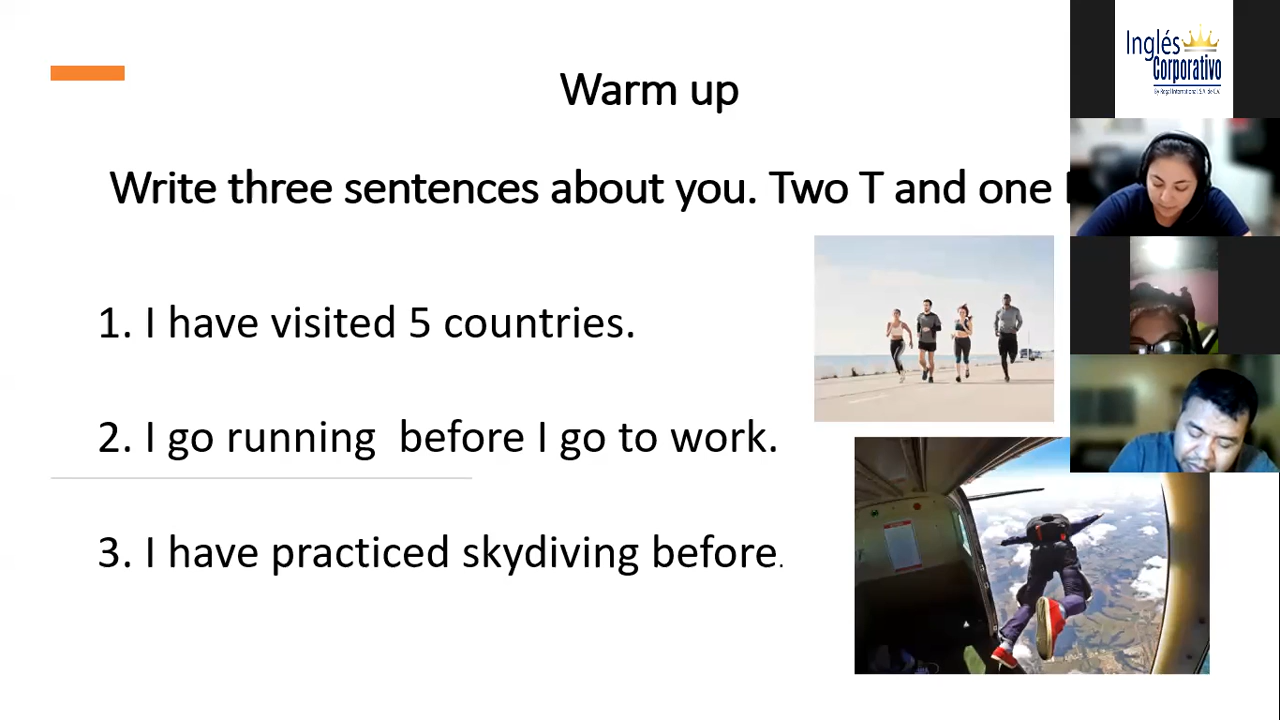 Warm up
Write three sentences about you. Two T and one
1. I have visited 5 countries.
2. I go running  before I go to work.
3. I have practiced skydiving before.
Inglés
Corporativo